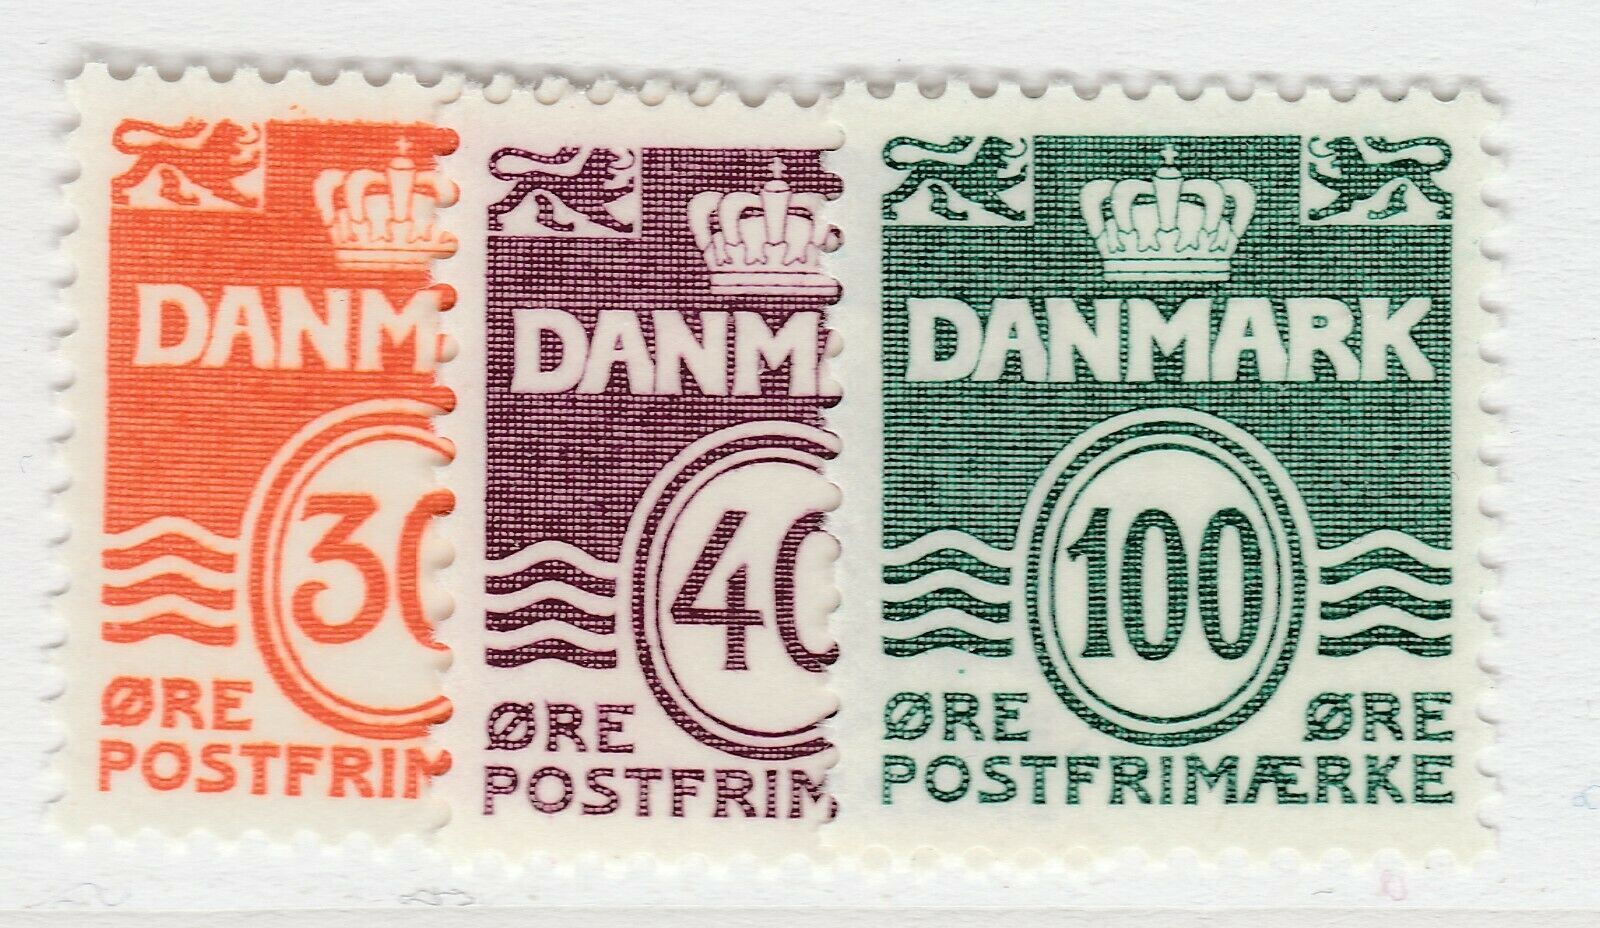 DANM
30
ØRE
POSTFRIM
DANM
40
ØRE
POSTFRIM
DANMARK
100
ØRE ØRE
POSTFRIMÆRKE